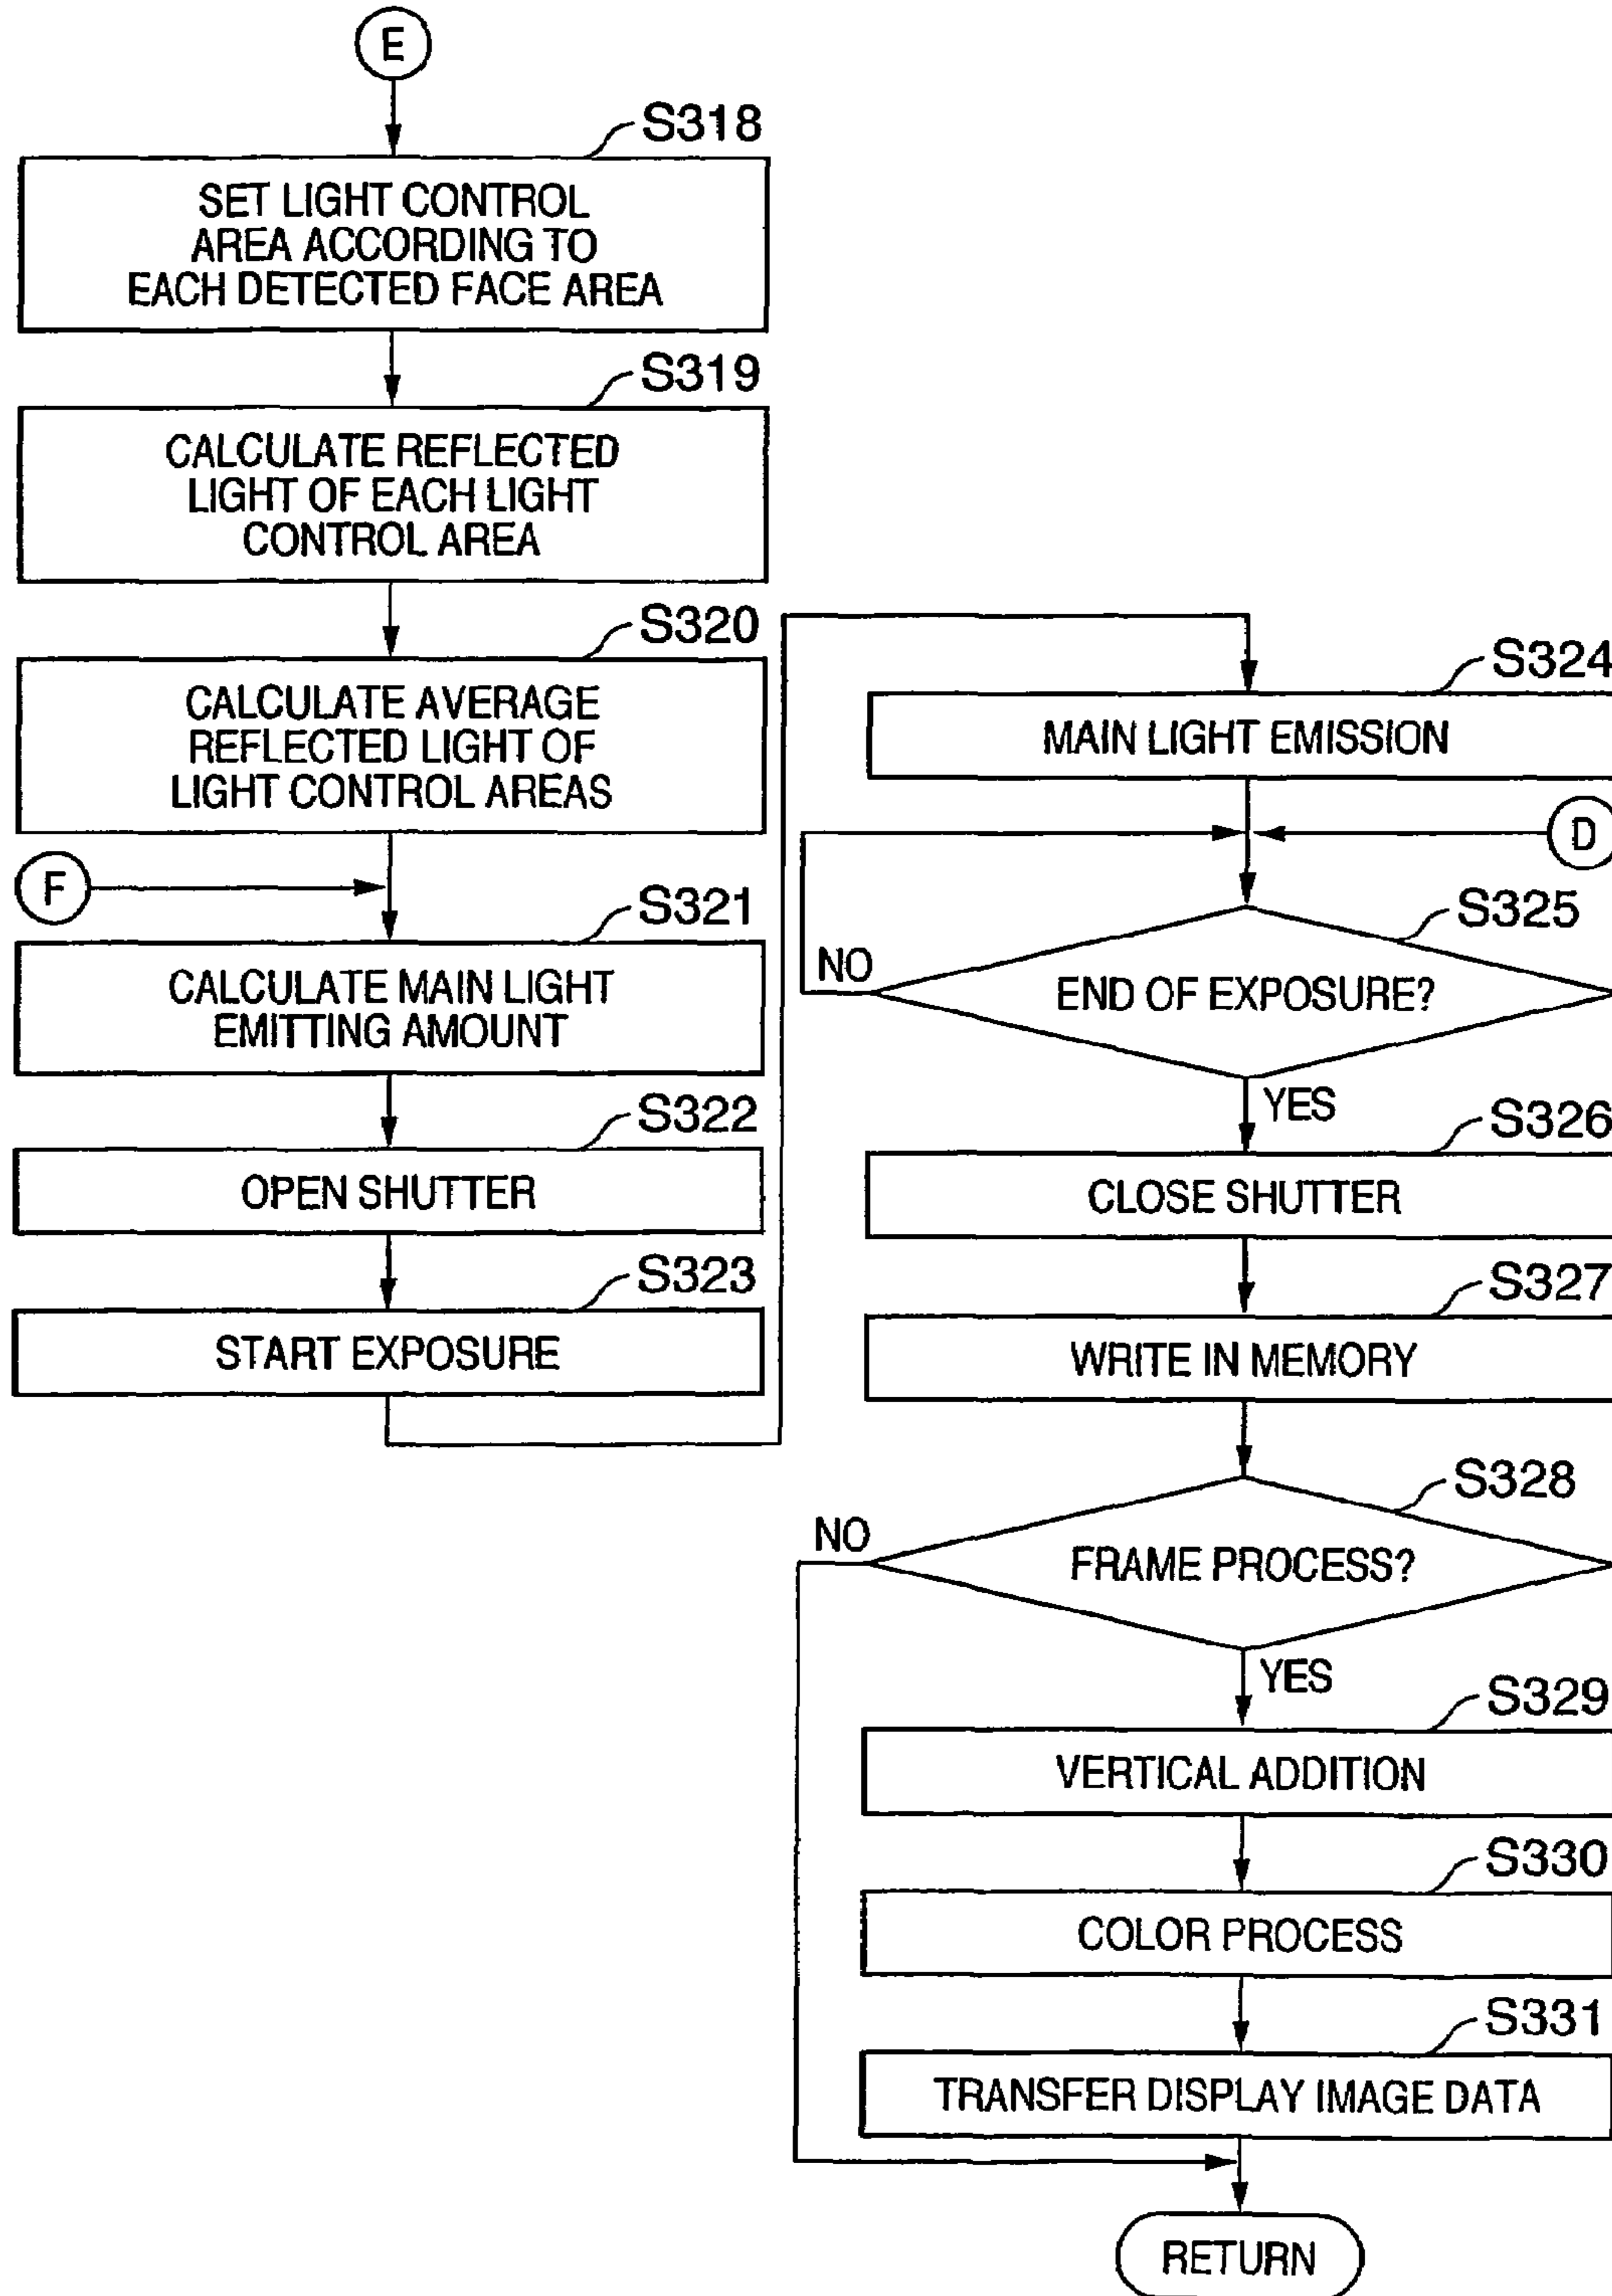 E
S318
SET LIGHT CONTROL
AREA ACCORDING TO
EACH DETECTED FACE AREA
S319
CALCULATE REFLECTED
LIGHT OF EACH LIGHT
CONTROL AREA
S320
CALCULATE AVERAGE
REFLECTED LIGHT OF
LIGHT CONTROL AREAS
F
S321
CALCULATE MAIN LIGHT
EMITTING AMOUNT
S322
OPEN SHUTTER
S323
START EXPOSURE
S324
MAIN LIGHT EMISSION
D
S325
NO
END OF EXPOSURE?
YES
S326
CLOSE SHUTTER
S327
WRITE IN MEMORY
S328
NO
FRAME PROCESS?
YES
S329
VERTICAL ADDITION
S330
COLOR PROCESS
S331
TRANSFER DISPLAY IMAGE DATA
RETURN